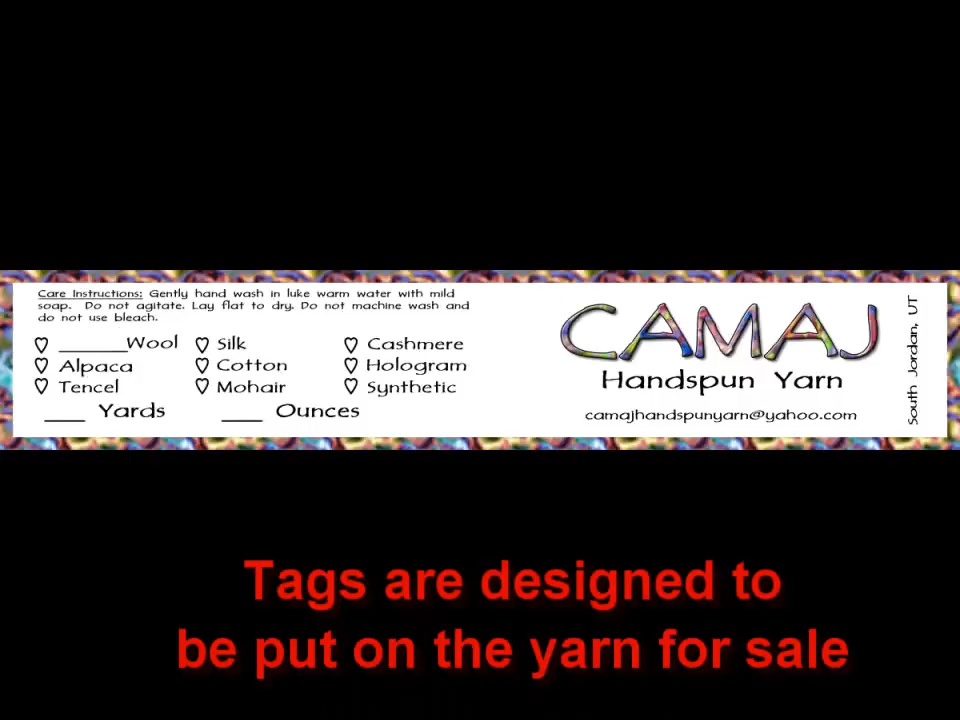 Care Instructions: Gently hand wash in luke warm water with mild
soap. Do not agitate. Lay flat to dry. Do not machine wash and
do not use bleach.
______Wool Silk Cashmere
Alpaca Cotton Hologram
Tencel Mohair Synthetic
___ Yards ___ Ounces
CAMAJ
Handspun Yarn
camajhandspunyarn@yahoo.com
South Jordan, UT
Tags are designed to
be put on the yarn for sale